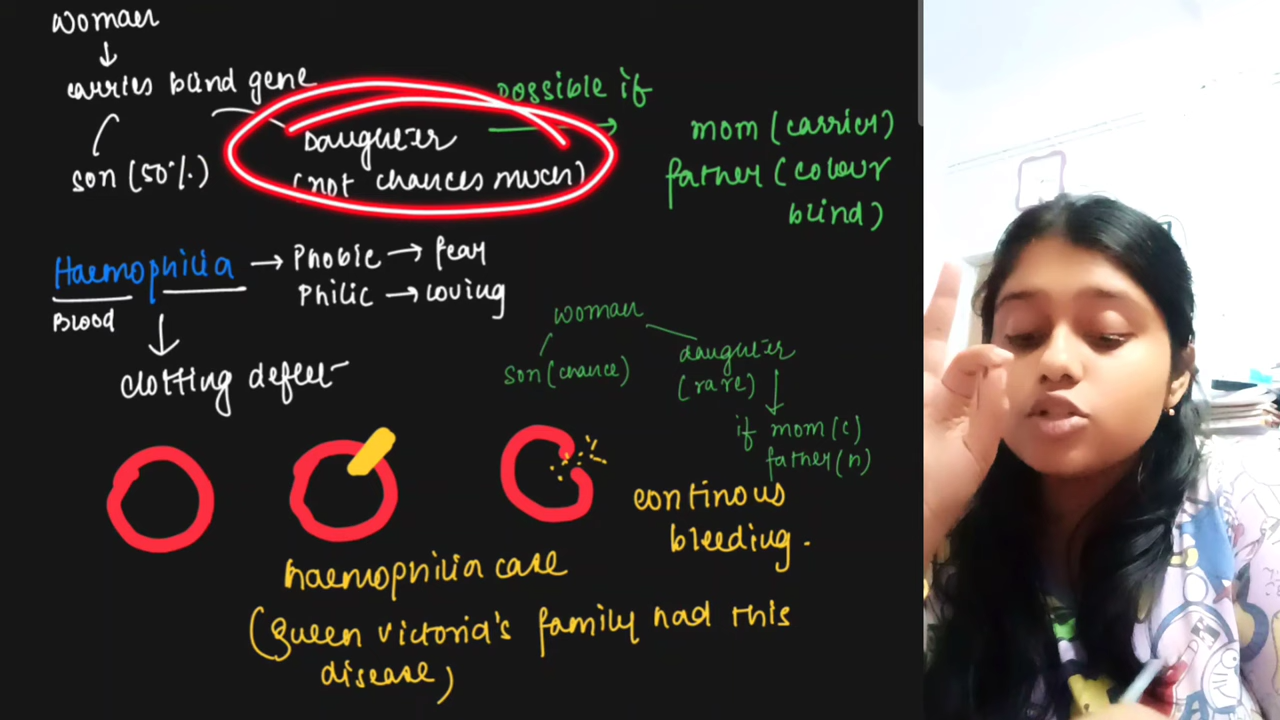 woman
carries blind gene
possible if
son (50%)
Daughter
(not chances much)
mom (carrier)
father (colour
blind)
Haemophilia → Phobic → fear
Philic → loving
Blood
clotting defect
woman
son (chance)
daughter
(rare)
if mom (c)
father (n)
continous
bleeding.
haemophilia case
(Queen victoria's family had this
disease)